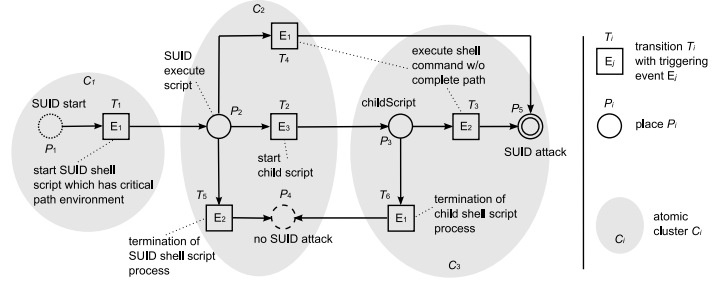 C1
SUID start
P1
T1
E1
start SUID shell
script which has critical
path environment
C2
SUID
execute
script
P2
E1
T4
T2
E3
start
child script
T5
E2
termination of
SUID shell script
process
P4
no SUID attack
execute shell
command w/o
complete path
childScript
P3
T3
E2
P5
SUID attack
T6
E1
termination of
child shell script
process
C3
Ti
Ej
transition Ti
with triggering
event Ej
Pi
place Pi
Ci
atomic
cluster Ci